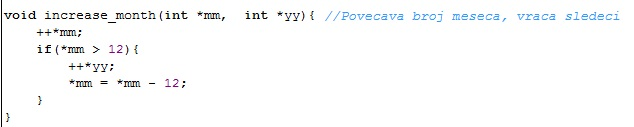 void increase_month(int *mm,  int *yy){ //Povecava broj meseca, vraca sledeci
    ++*mm;
    if(*mm > 12){
        ++*yy;
        *mm = *mm - 12;
    }
}